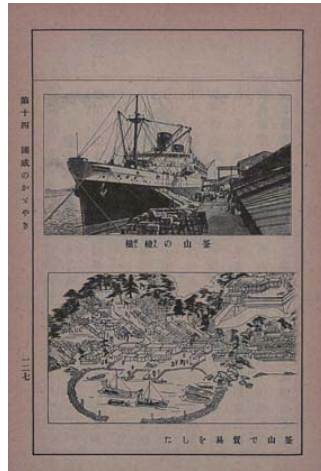 第十四 國威のかゞやき
釜山の棧橋
釜山で貿易をした
一二七